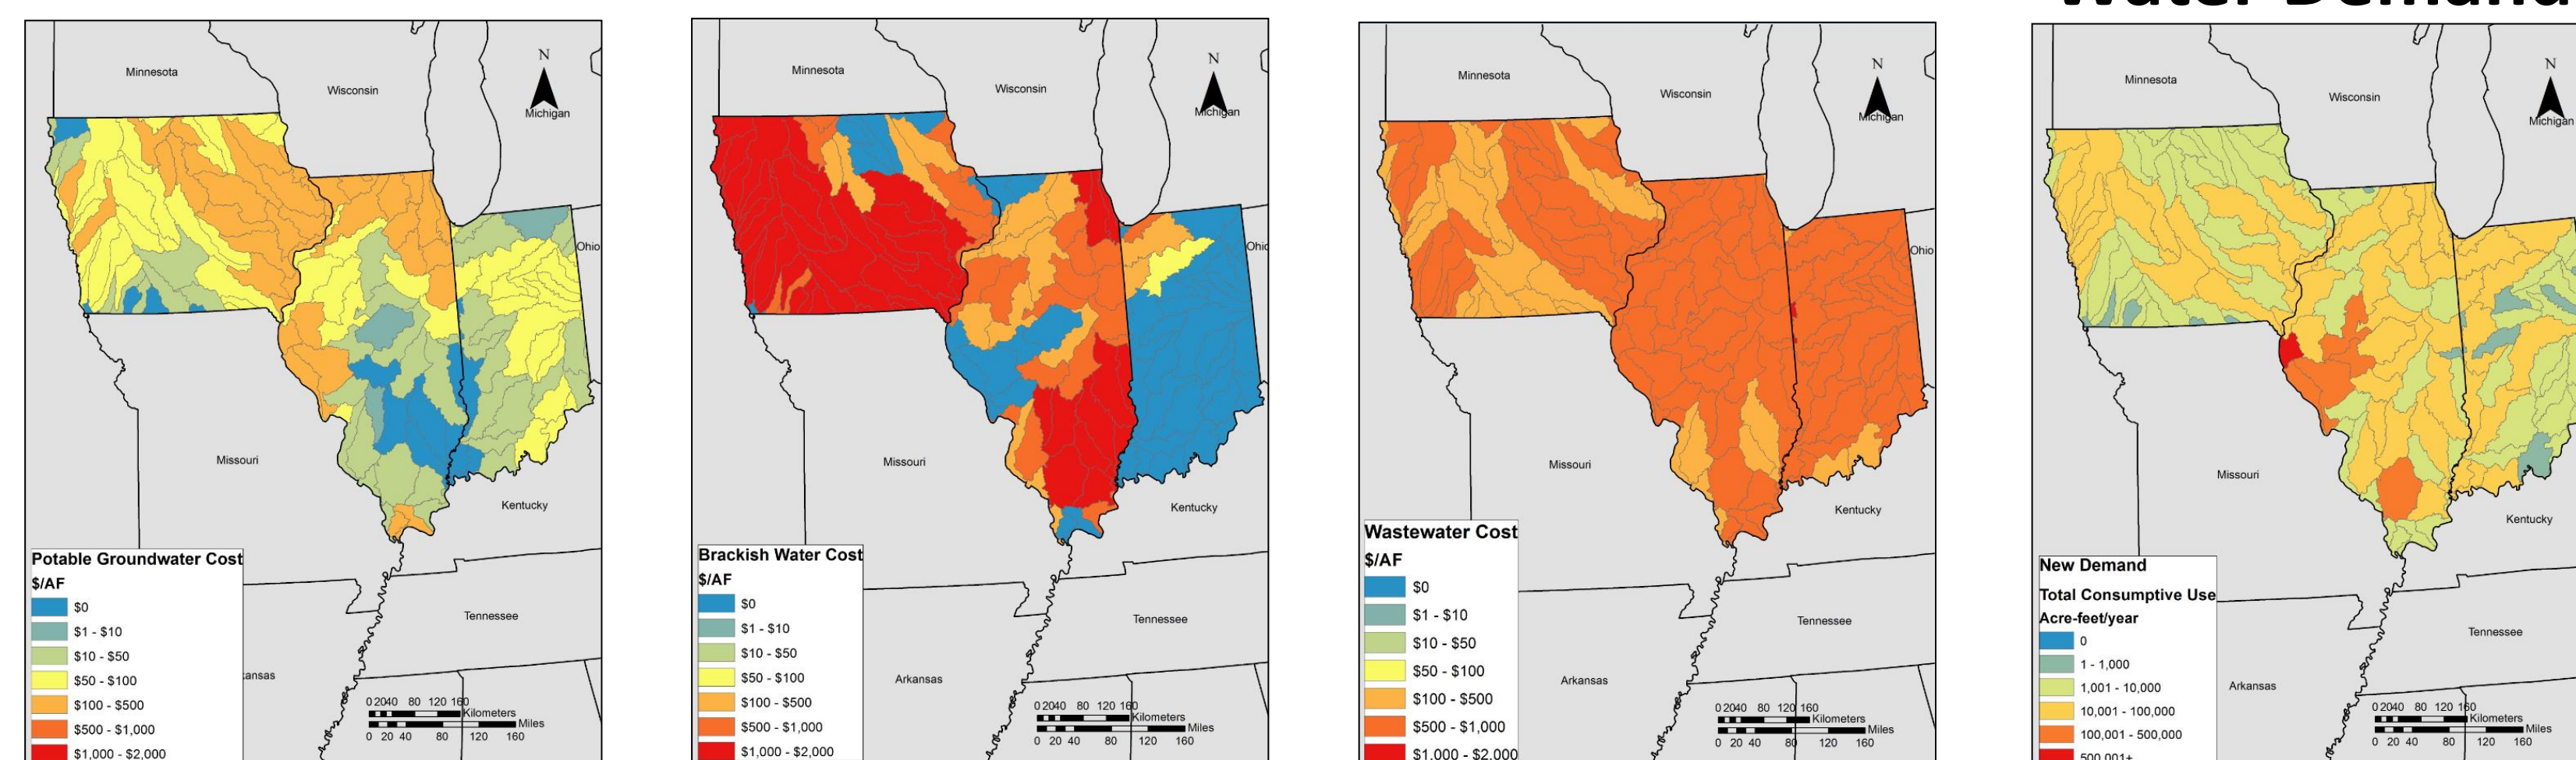 Water Demand
N
Minnesota
Wisconsin
Michigan
Ohio
Missouri
Kentucky
Tennessee
kansas
Potable Groundwater Cost
$/AF
$0
$1 - $10
$10 - $50
$50 - $100
$100 - $500
$500 - $1,000
$1,000 - $2,000
0 20 40 80 120 160
Kilometers
Miles
0 20 40 80 120 160
N
Minnesota
Wisconsin
Michigan
Ohio
Missouri
Kentucky
Tennessee
Arkansas
Brackish Water Cost
$/AF
$0
$1 - $10
$10 - $50
$50 - $100
$100 - $500
$500 - $1,000
$1,000 - $2,000
0 20 40 80 120 160
Kilometers
Miles
0 20 40 80 120 160
N
Minnesota
Wisconsin
Michigan
Ohio
Missouri
Kentucky
Tennessee
Arkansas
Wastewater Cost
$/AF
$0
$1 - $10
$10 - $50
$50 - $100
$100 - $500
$500 - $1,000
$1,000 - $2,000
0 20 40 80 120 160
Kilometers
Miles
0 20 40 80 120 160
N
Minnesota
Wisconsin
Michigan
Missouri
Kentucky
Tennessee
Arkansas
New Demand
Total Consumptive Use
Acre-feet/year
0
1 - 1,000
1,001 - 10,000
10,001 - 100,000
100,001 - 500,000
500,001+
0 20 40 80 120 160
Kilometers
Miles
0 20 40 80 120 160